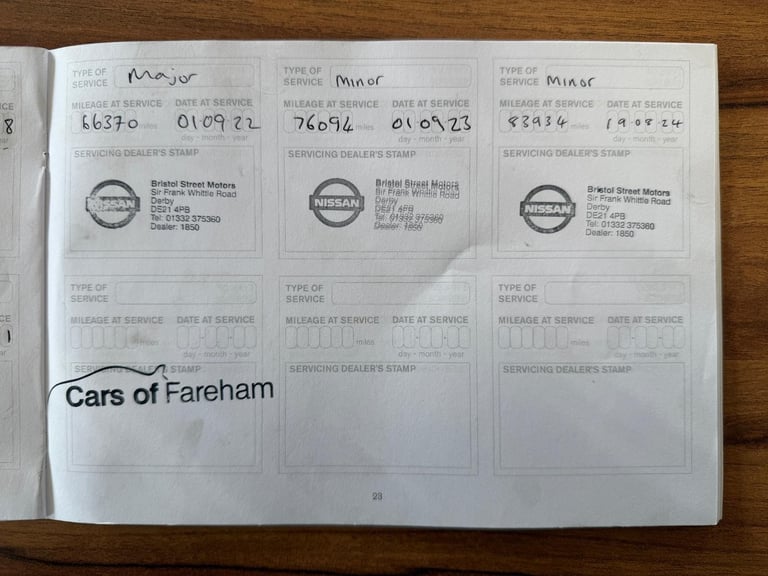 TYPE OF SERVICE Major
MILEAGE AT SERVICE DATE AT SERVICE
66370 miles 01 09 22
day - month - year
SERVICING DEALER'S STAMP
NISSAN
Bristol Street Motors
Sir Frank Whittle Road
Derby
DE21 4PB
Tel: 01332 375360
Dealer: 1850
TYPE OF SERVICE Minor
MILEAGE AT SERVICE DATE AT SERVICE
76094 miles 01 09 23
day - month - year
SERVICING DEALER'S STAMP
NISSAN
Bristol Street Motors
Sir Frank Whittle Road
Derby
DE21 4PB
Tel: 01332 375360
Dealer: 1850
TYPE OF SERVICE Minor
MILEAGE AT SERVICE DATE AT SERVICE
83934 miles 19 08 24
day - month - year
SERVICING DEALER'S STAMP
NISSAN
Bristol Street Motors
Sir Frank Whittle Road
Derby
DE21 4PB
Tel: 01332 375360
Dealer: 1850
TYPE OF SERVICE
MILEAGE AT SERVICE DATE AT SERVICE
miles
day - month - year
SERVICING DEALER'S STAMP
Cars of Fareham
TYPE OF SERVICE
MILEAGE AT SERVICE DATE AT SERVICE
miles
day - month - year
SERVICING DEALER'S STAMP
TYPE OF SERVICE
MILEAGE AT SERVICE DATE AT SERVICE
miles
day - month - year
SERVICING DEALER'S STAMP
23